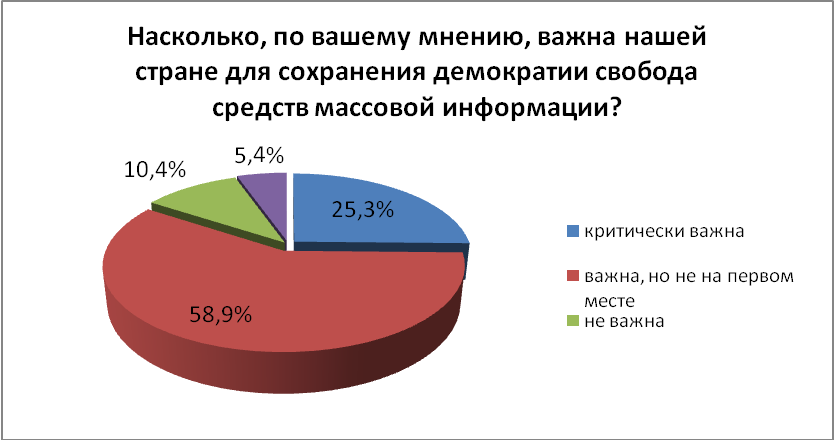 Насколько, по вашему мнению, важна нашей
стране для сохранения демократии свобода
средств массовой информации?
5,4%
10,4%
25,3%
58,9%
критически важна
важна, но не на первом
месте
не важна